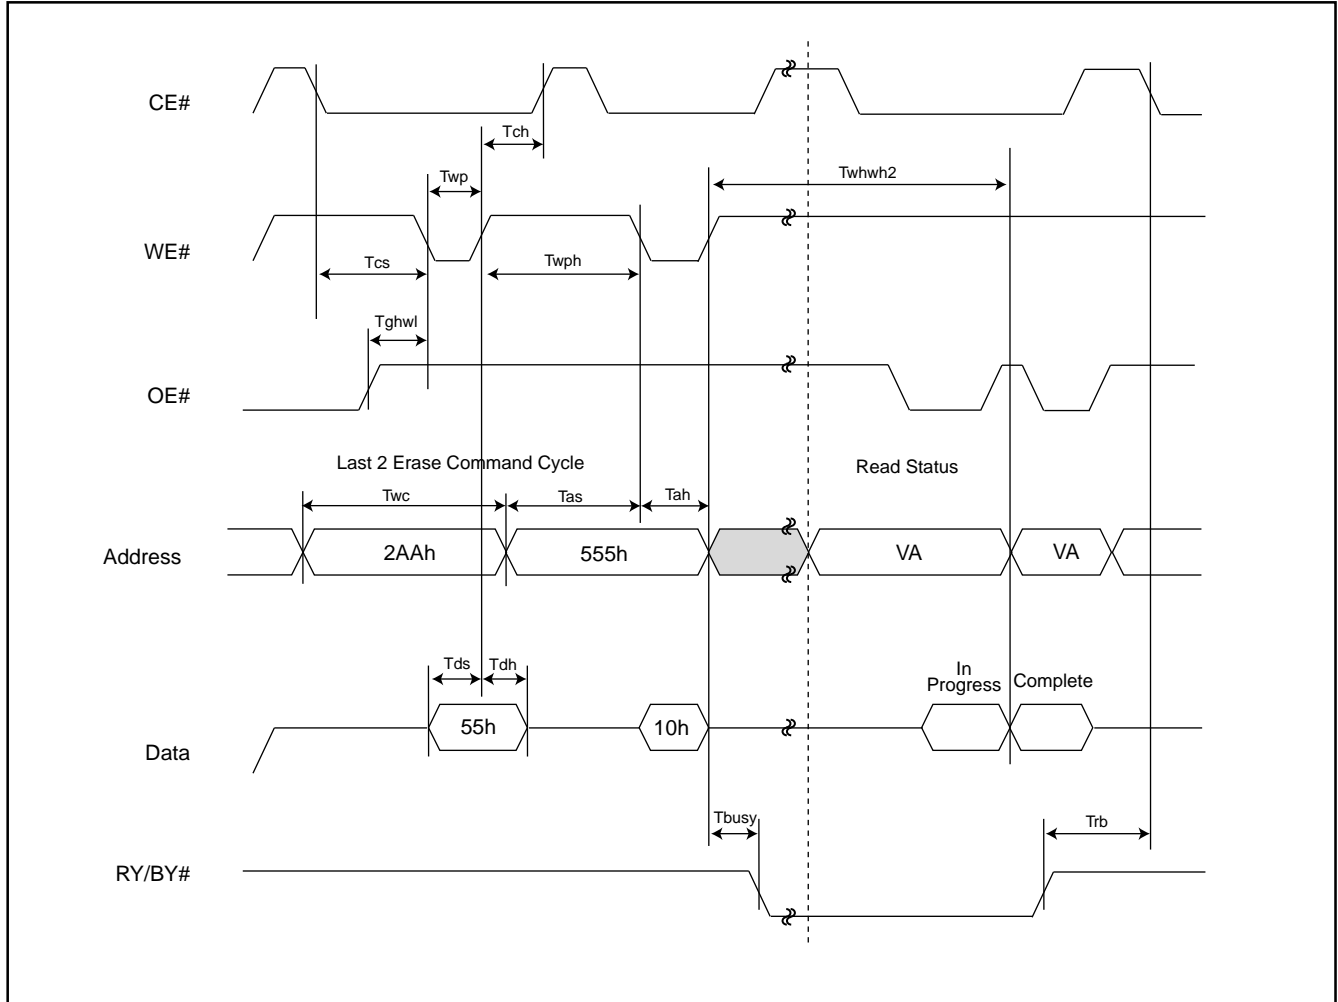 CE#
Tch
Twp
Twhwh2
WE#
Tcs
Twph
Tghwl
OE#
Last 2 Erase Command Cycle
Read Status
Twc
Tas
Tah
Address
2AAh
555h
VA
VA
Tds
Tdh
In
Progress
Complete
55h
10h
Data
Tbusy
Trb
RY/BY#